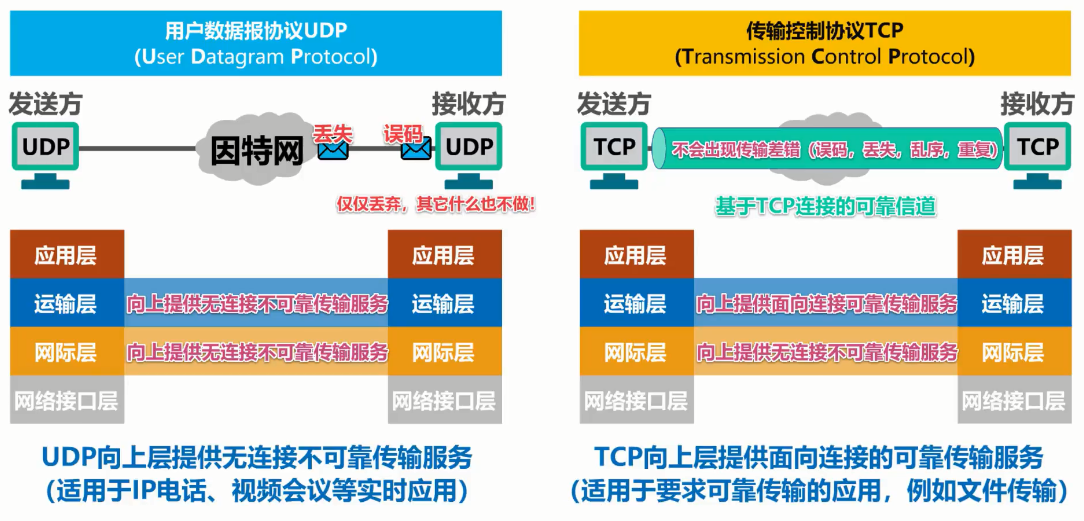 用户数据报协议UDP
(User Datagram Protocol)
发送方
接收方
UDP
因特网
丢失
误码
UDP
仅仅丢弃，其它什么也不做！
应用层
应用层
运输层
向上提供无连接不可靠传输服务
运输层
网际层
向上提供无连接不可靠传输服务
网际层
网络接口层
网络接口层
UDP向上层提供无连接不可靠传输服务
（适用于IP电话、视频会议等实时应用）
传输控制协议TCP
(Transmission Control Protocol)
发送方
接收方
TCP
不会出现传输差错（误码，丢失，乱序，重复）
TCP
基于TCP连接的可靠信道
应用层
应用层
运输层
向上提供面向连接可靠传输服务
运输层
网际层
向上提供无连接不可靠传输服务
网际层
网络接口层
网络接口层
TCP向上层提供面向连接的可靠传输服务
（适用于要求可靠传输的应用，例如文件传输）